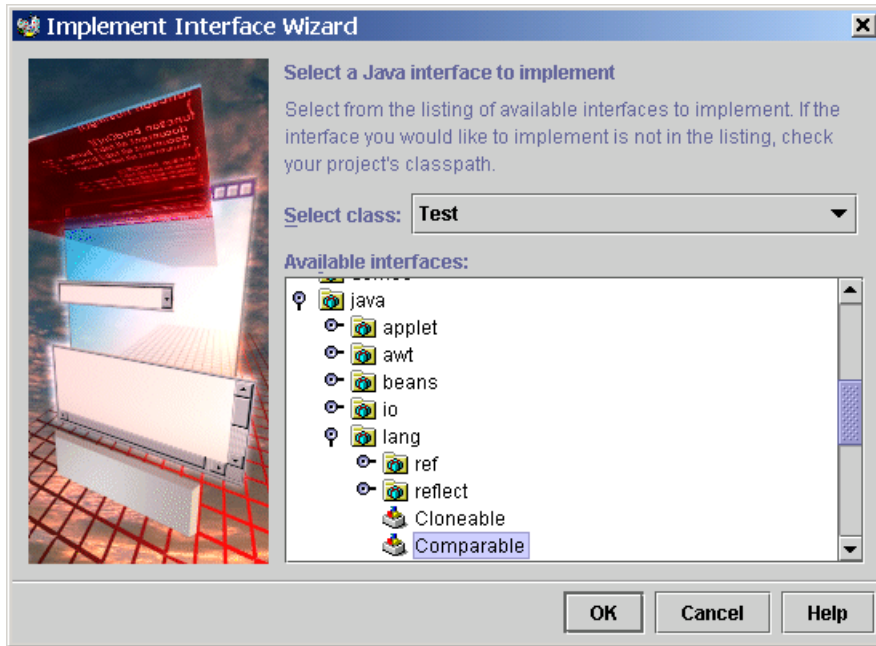 Implement Interface Wizard
Select a Java interface to implement
Select from the listing of available interfaces to implement. If the
interface you would like to implement is not in the listing, check
your project's classpath.
Select class: Test
Available interfaces:
java
applet
awt
beans
io
lang
ref
reflect
Cloneable
Comparable
OK Cancel Help